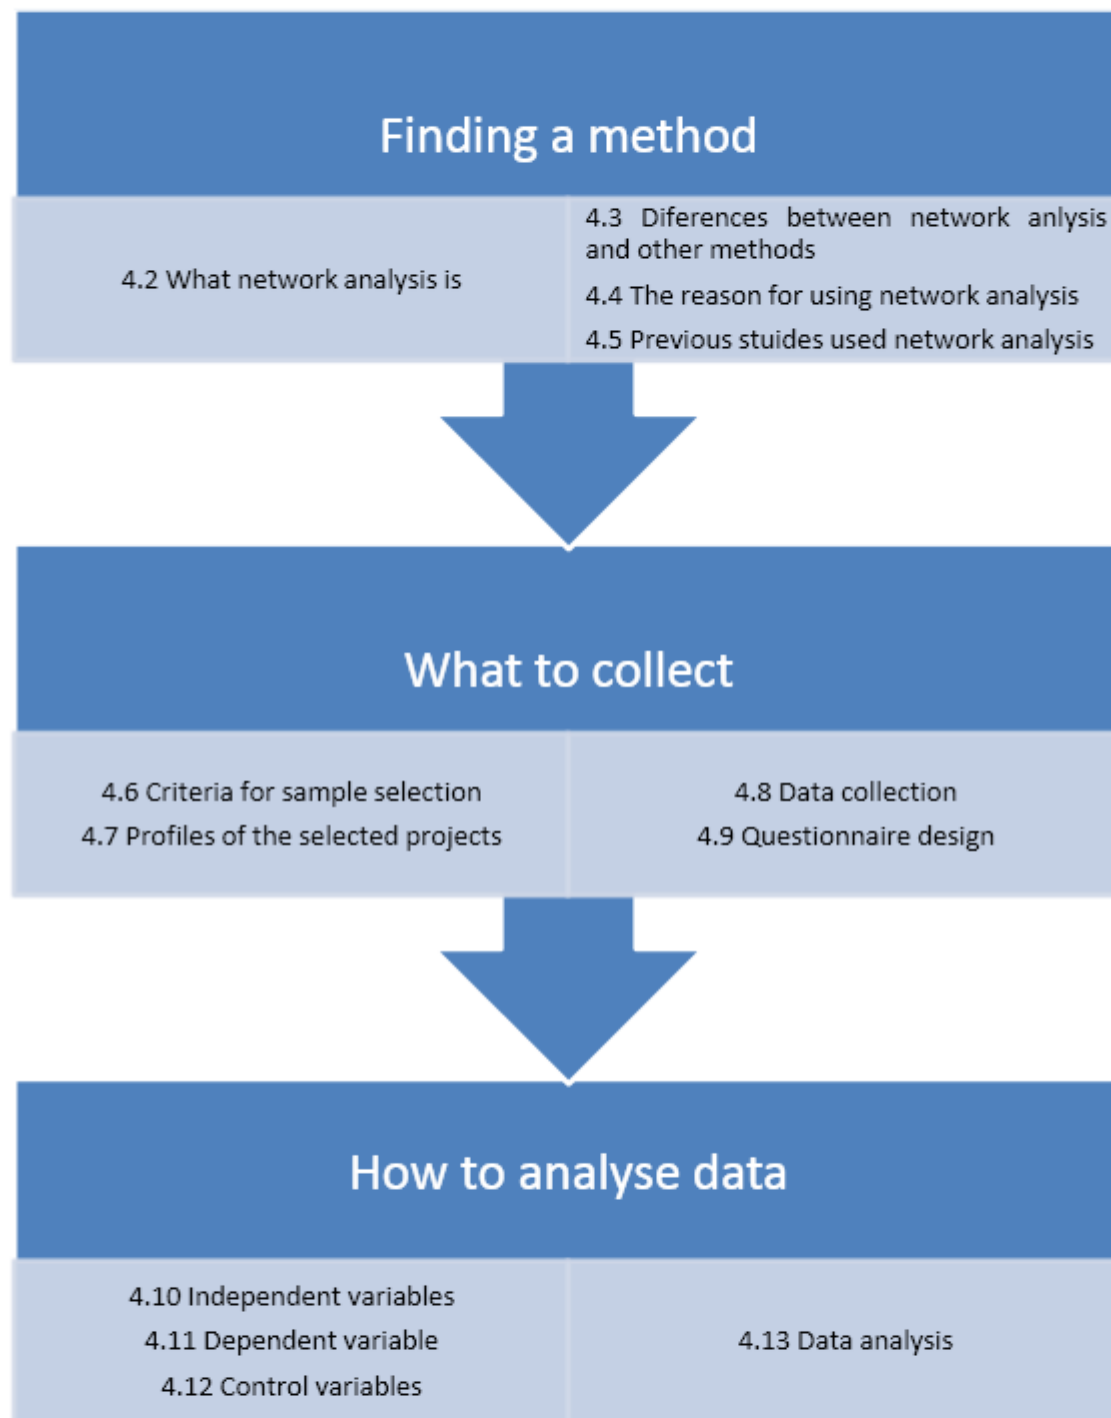 Finding a method
4.2 What network analysis is
4.3 Diferences between network anlysis
and other methods
4.4 The reason for using network analysis
4.5 Previous stuides used network analysis
What to collect
4.6 Criteria for sample selection
4.7 Profiles of the selected projects
4.8 Data collection
4.9 Questionnaire design
How to analyse data
4.10 Independent variables
4.11 Dependent variable
4.12 Control variables
4.13 Data analysis